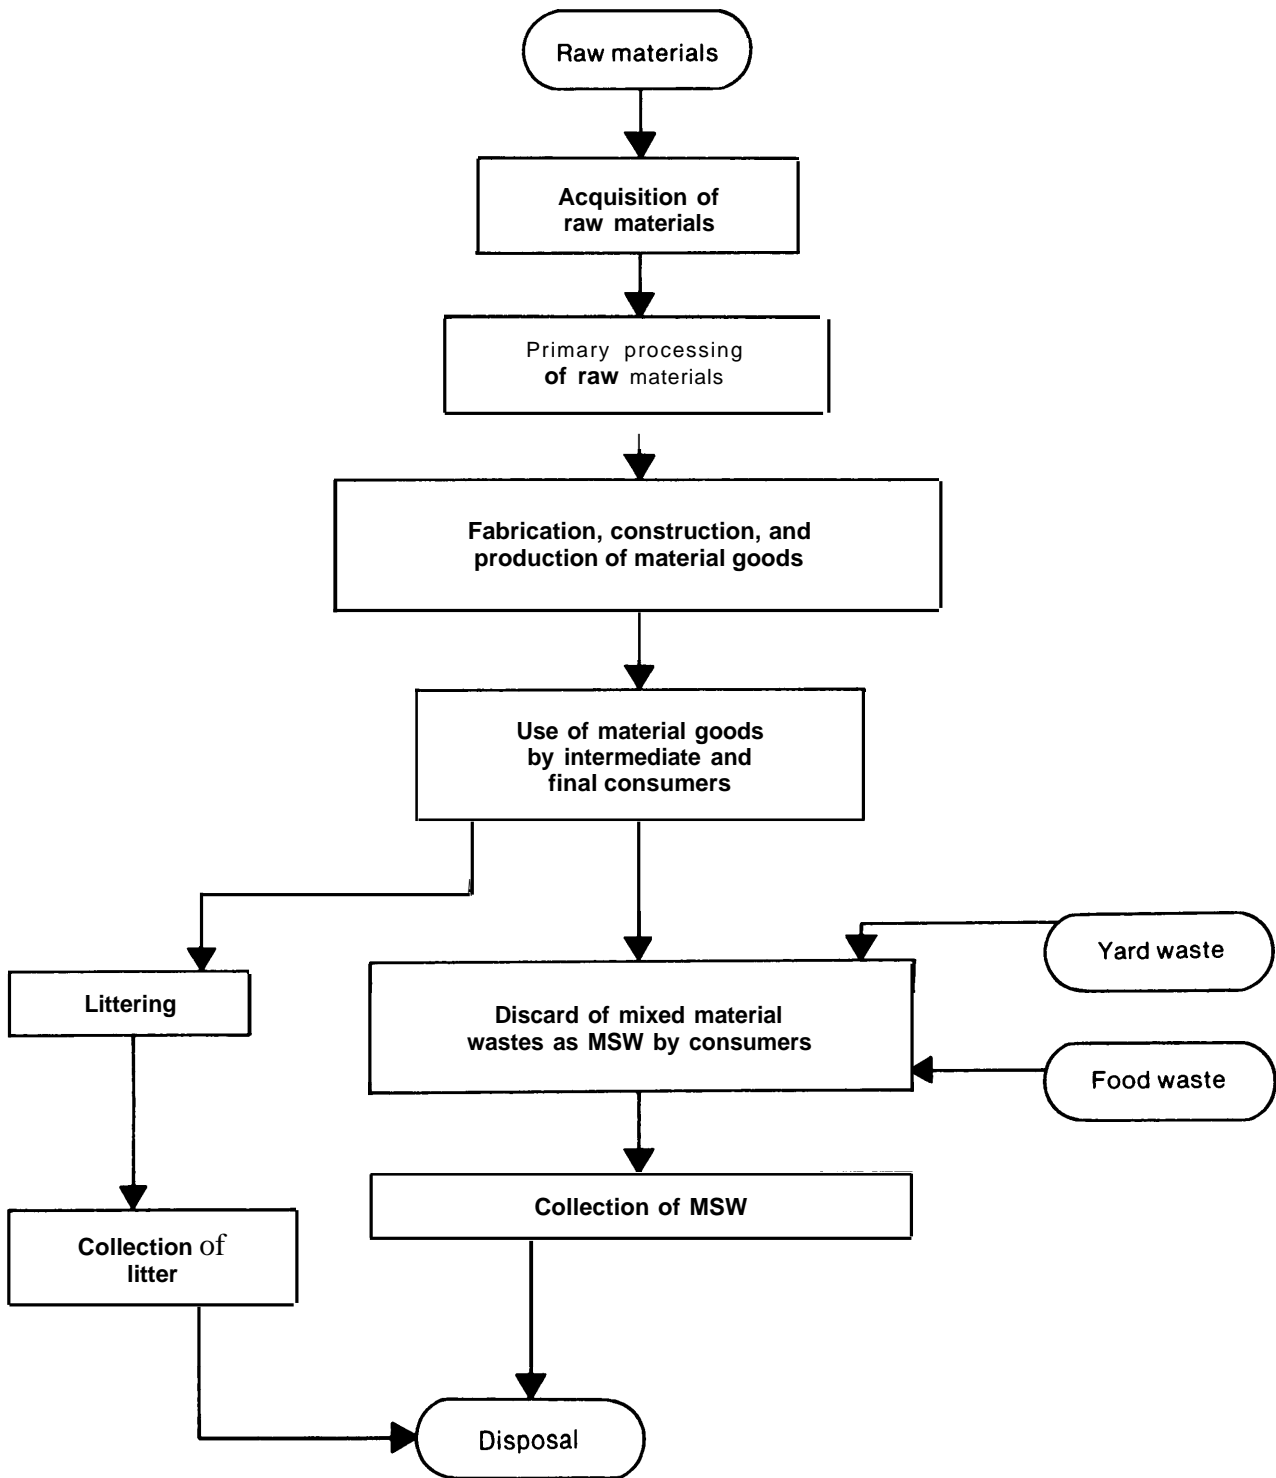 Raw materials
Acquisition of
raw materials
Primary processing
of raw materials
Fabrication, construction, and
production of material goods
Use of material goods
by intermediate and
final consumers
Yard waste
Littering
Discard of mixed material
wastes as MSW by consumers
Food waste
Collection of MSW
Collection of
litter
Disposal